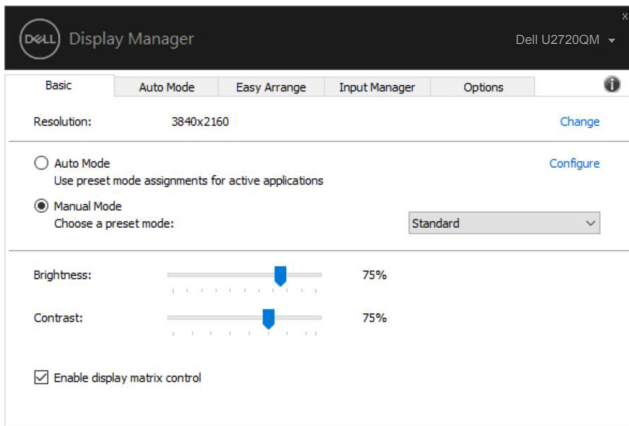 x
DELL Display Manager
Dell U2720QM
Basic Auto Mode Easy Arrange Input Manager Options
Resolution: 3840x2160 Change
Auto Mode Configure
Use preset mode assignments for active applications
Manual Mode
Choose a preset mode: Standard
Brightness: 75%
Contrast: 75%
Enable display matrix control